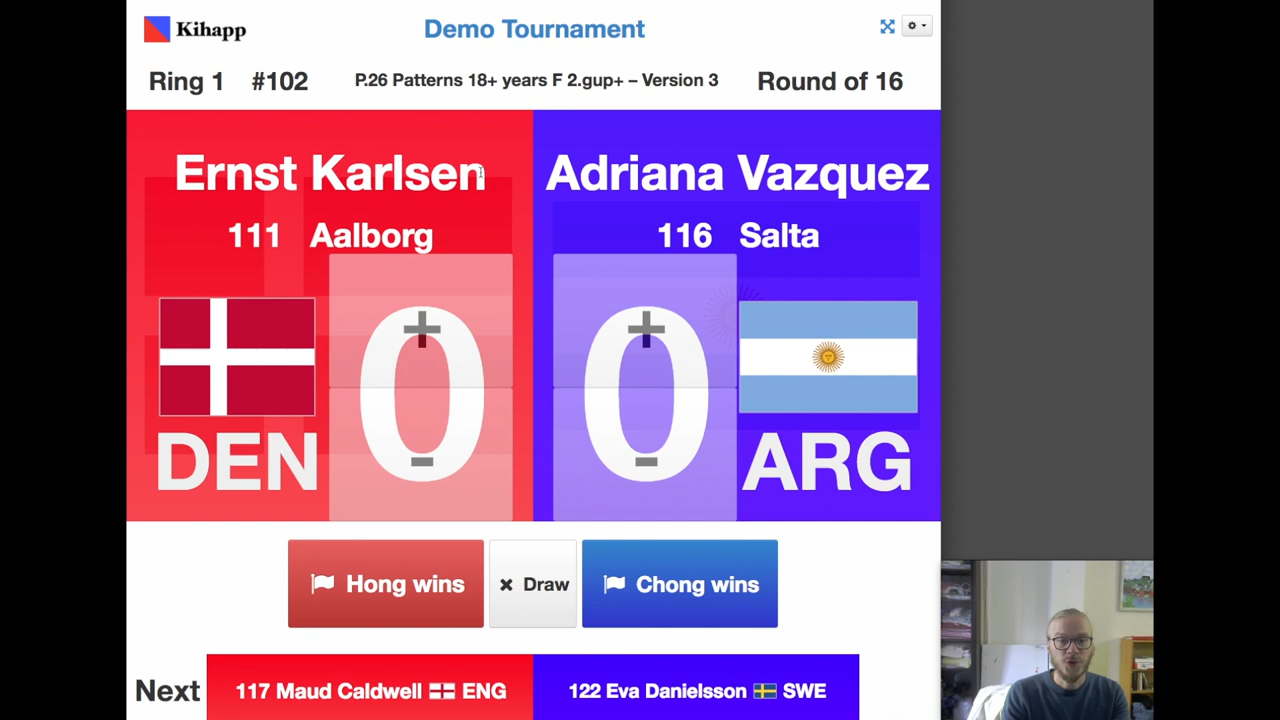 Kihapp
Demo Tournament
Ring 1 #102
P.26 Patterns 18+ years F 2.gup+ – Version 3
Round of 16
Ernst Karlsen
111 Aalborg
+
0
-
DEN
Adriana Vazquez
116 Salta
+
0
-
ARG
Hong wins
Draw
Chong wins
Next
117 Maud Caldwell ENG
122 Eva Danielsson SWE